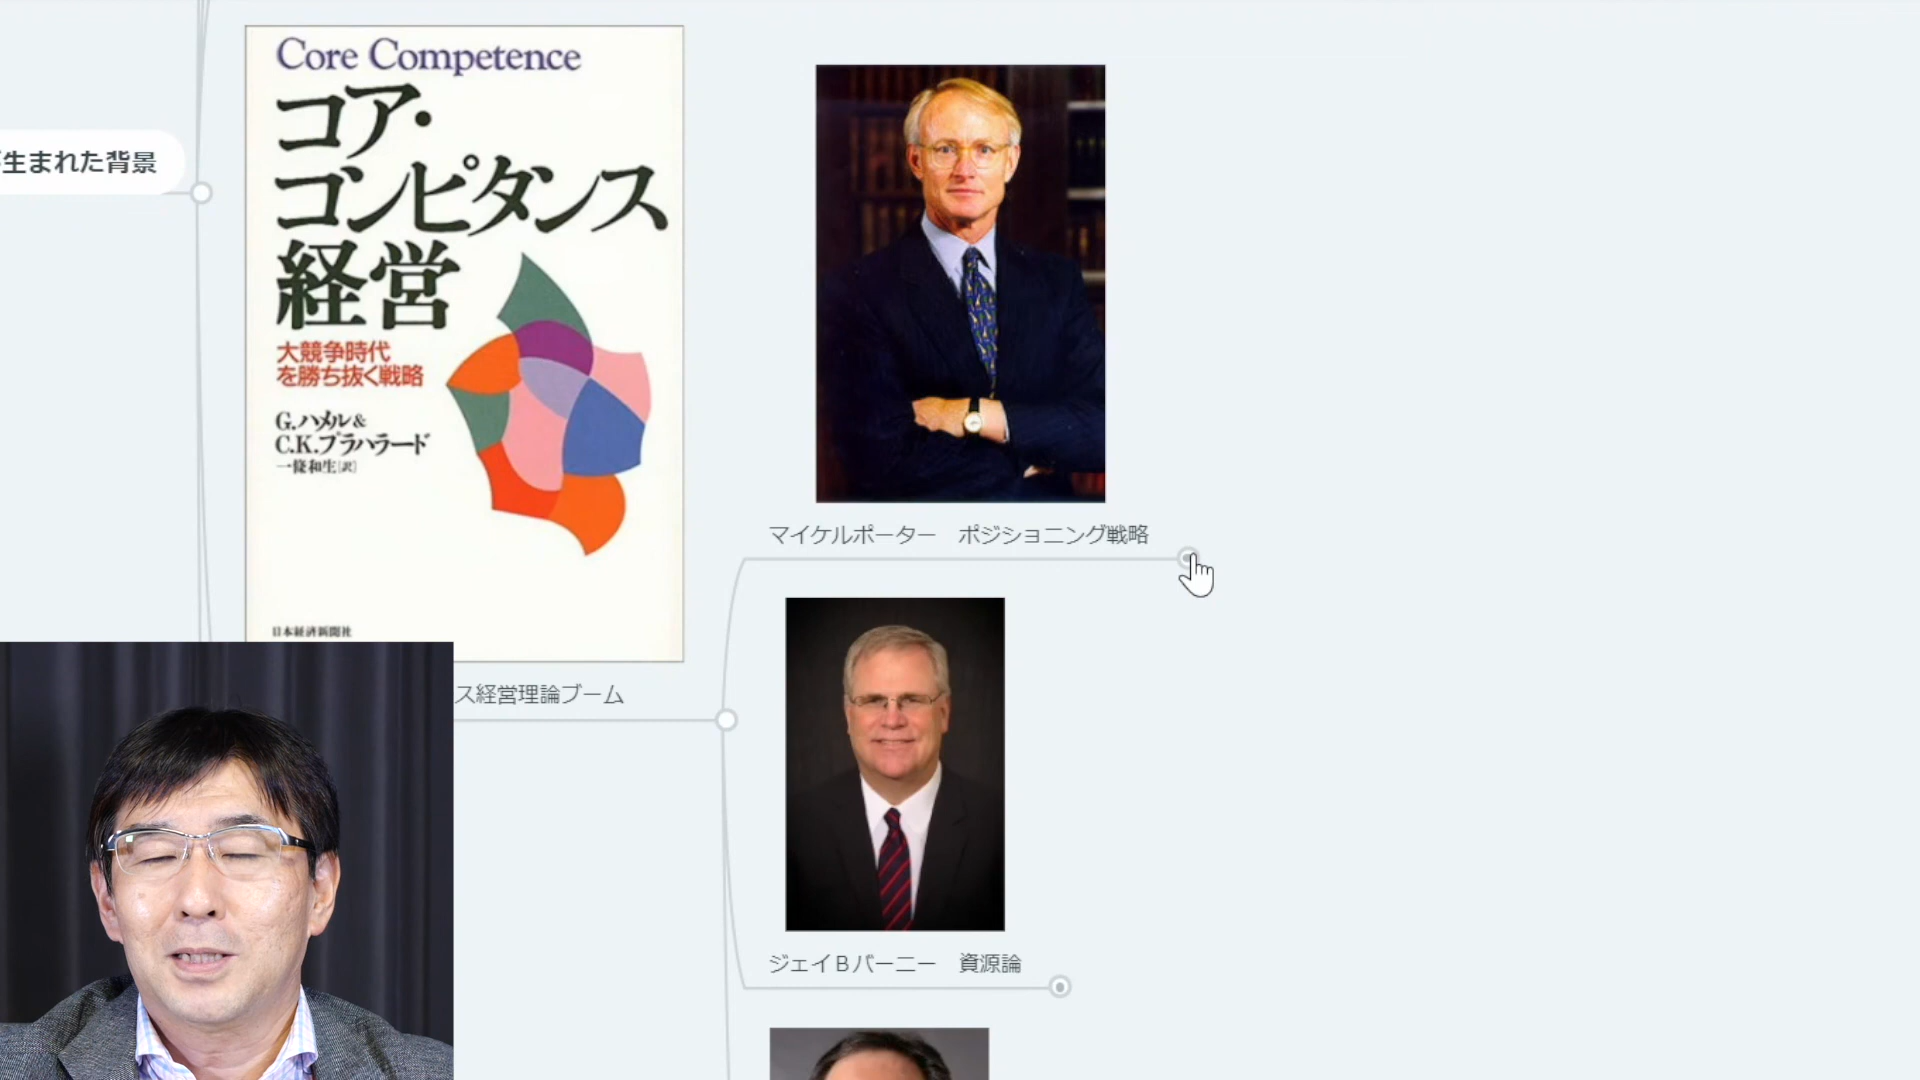 Core Competence
コア・
コンピタンス
経営
大競争時代
を勝ち抜く戦略
G.ハメル&
C.K.プラハラード
一條和生[訳]
日本経済新聞社
生まれた背景
マイケルポーター　ポジショニング戦略
ス経営理論ブーム
ジェイBバーニー　資源論